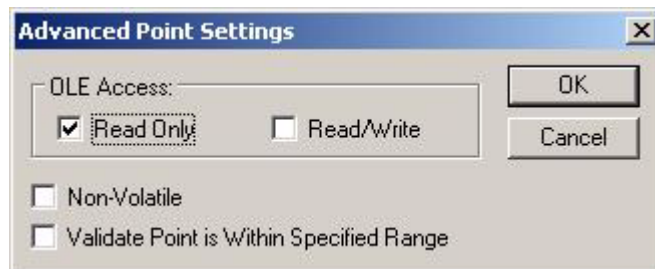 Advanced Point Settings
OLE Access:
Read Only Read/Write
OK
Cancel
Non-Volatile
Validate Point is Within Specified Range